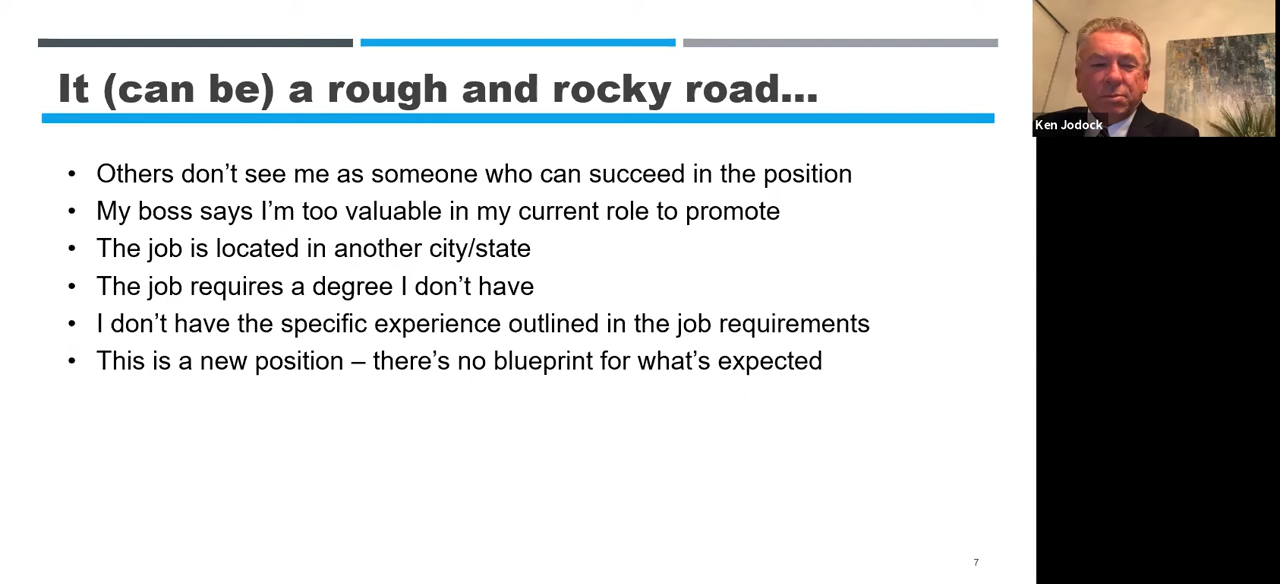 It (can be) a rough and rocky road...
• Others don’t see me as someone who can succeed in the position
• My boss says I’m too valuable in my current role to promote
• The job is located in another city/state
• The job requires a degree I don’t have
• I don’t have the specific experience outlined in the job requirements
• This is a new position – there’s no blueprint for what’s expected
7
Ken Jodock